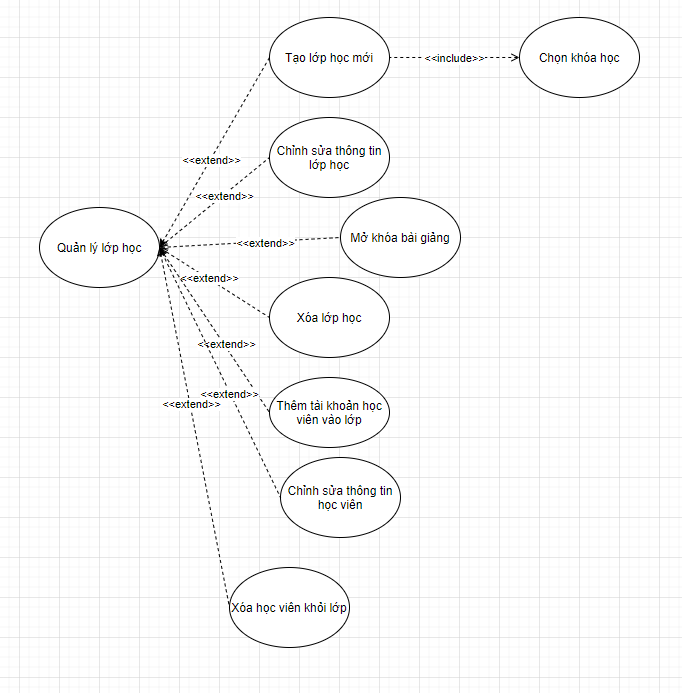 Tạo lớp học mới
<<include>>
Chọn khóa học
<<extend>>
Chỉnh sửa thông tin
lớp học
<<extend>>
Quản lý lớp học
<<extend>>
Mở khóa bài giảng
<<extend>>
Xóa lớp học
<<extend>>
Thêm tài khoản học
viên vào lớp
<<extend>>
<<extend>>
Chỉnh sửa thông tin
học viên
Xóa học viên khỏi lớp